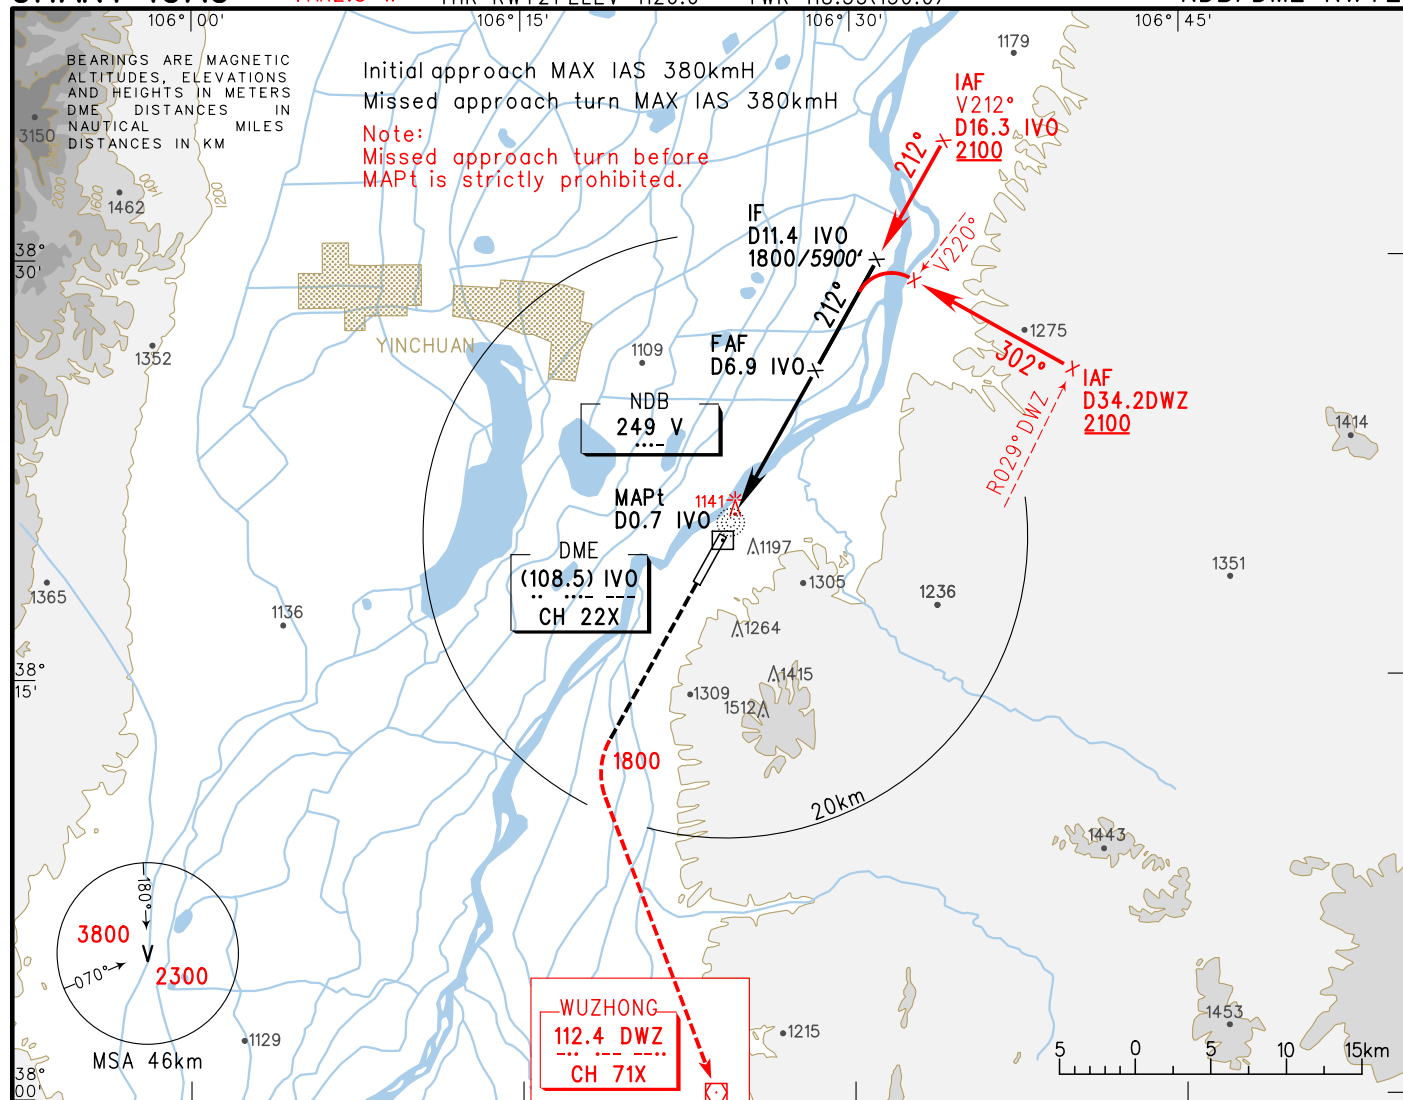 106° 00'
106° 15'
106° 30'
106° 45'
BEARINGS ARE MAGNETIC
ALTITUDES, ELEVATIONS
AND HEIGHTS IN METERS
DME DISTANCES IN
NAUTICAL MILES
DISTANCES IN KM
Initial approach MAX IAS 380kmH
Missed approach turn MAX IAS 380kmH
Note:
Missed approach turn before
MAPt is strictly prohibited.
1179
IAF
V212°
D16.3 IVO
2100
212°
3150
2000
1600
1400
1200
1462
IF
D11.4 IVO
1800/5900'
V220°
38°
30'
212°
1275
302°
1352
YINCHUAN
1109
FAF
D6.9 IVO
IAF
D34.2DWZ
2100
R029° DWZ
1414
NDB
249 V
MAPt
D0.7 IVO
1141
1197
DME
(108.5) IVO
CH 22X
1305
1236
1351
1365
1136
1264
38°
15'
1415
1309
1512
1800
20km
1443
180°
3800
V
070°
2300
MSA 46km
WUZHONG
112.4 DWZ
CH 71X
1129
1215
1453
5 0 5 10 15km
38°
00'